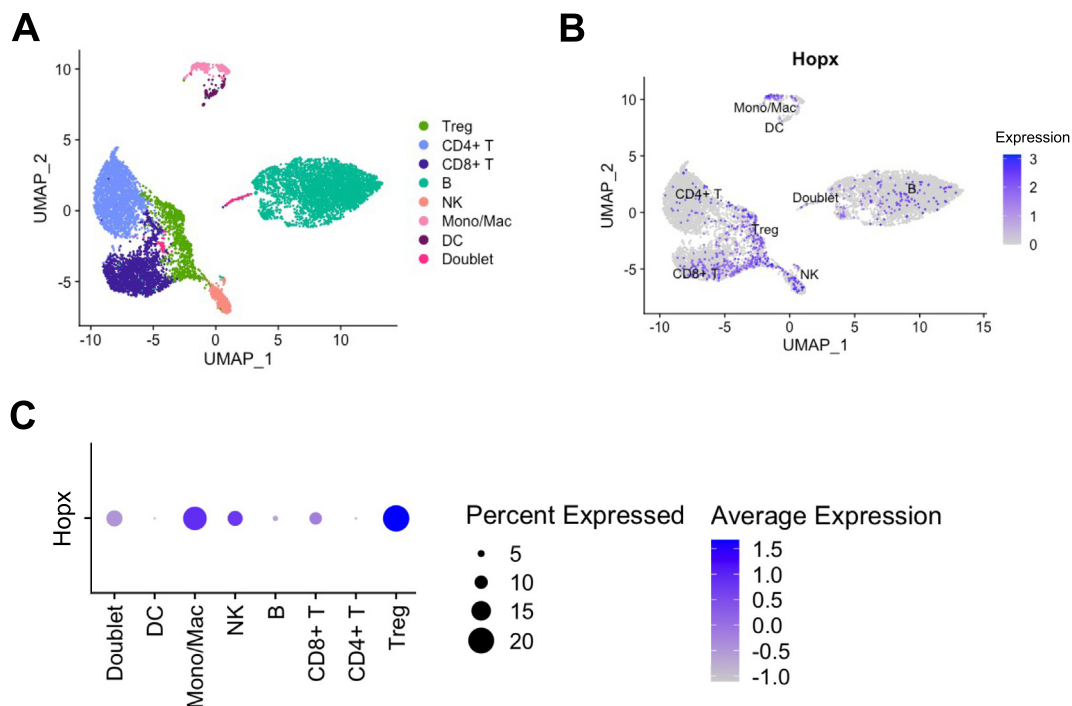 A
10
5
0
-5
UMAP_2
-10 -5 0 5 10
UMAP_1
Treg
CD4+ T
CD8+ T
B
NK
Mono/Mac
DC
Doublet
B
Hopx
10
5
0
-5
UMAP_2
Mono/Mac
DC
CD4+ T
Doublet
B
Treg
CD8+ T
NK
-10 -5 0 5 10 15
UMAP_1
Expression
3
2
1
0
C
Hopx
Doublet
DC
Mono/Mac
NK
B
CD8+ T
CD4+ T
Treg
Percent Expressed
5
10
15
20
Average Expression
1.5
1.0
0.5
0.0
-0.5
-1.0